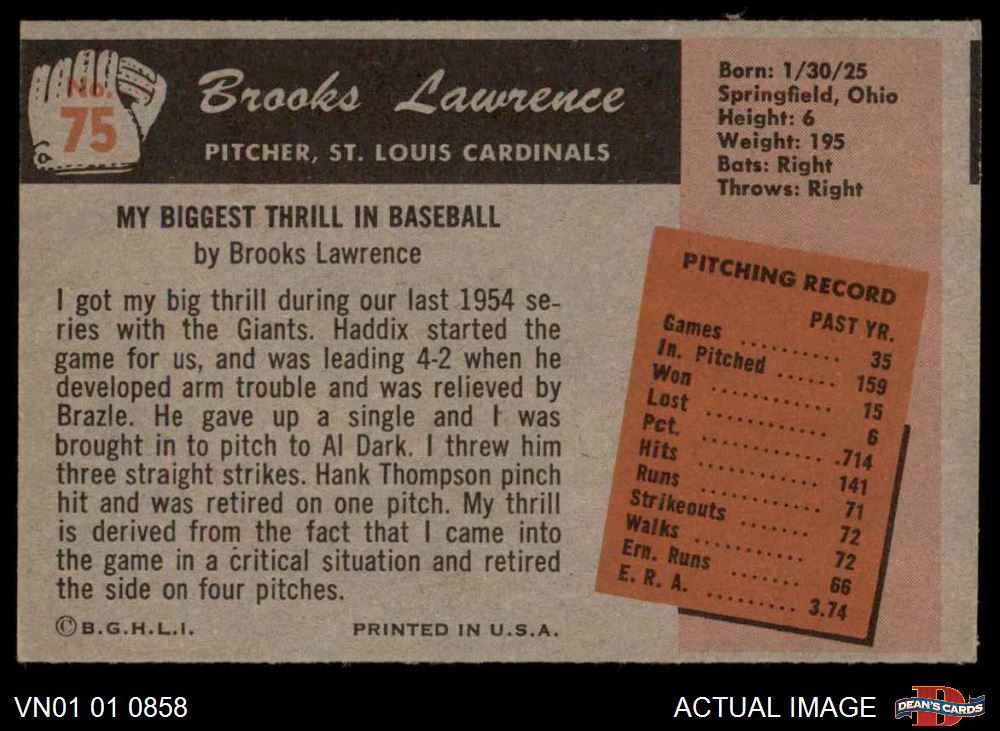 No.
75
Brooks Lawrence
PITCHER, ST. LOUIS CARDINALS
Born: 1/30/25
Springfield, Ohio
Height: 6
Weight: 195
Bats: Right
Throws: Right
MY BIGGEST THRILL IN BASEBALL
by Brooks Lawrence
I got my big thrill during our last 1954 se-
ries with the Giants. Haddix started the
game for us, and was leading 4-2 when he
developed arm trouble and was relieved by
Brazle. He gave up a single and I was
brought in to pitch to Al Dark. I threw him
three straight strikes. Hank Thompson pinch
hit and was retired on one pitch. My thrill
is derived from the fact that I came into
the game in a critical situation and retired
the side on four pitches.
©B.G.H.L.I. PRINTED IN U.S.A.
PITCHING RECORD
PAST YR.
Games .......... 35
In. Pitched ...... 159
Won ............ 15
Lost ............ 6
Pct. ............ .714
Hits ............ 141
Runs ........... 71
Strikeouts ....... 72
Walks ........... 72
Ern. Runs ....... 66
E. R. A. ......... 3.74
VN01 01 0858
ACTUAL IMAGE
D
DEAN'S CARDS